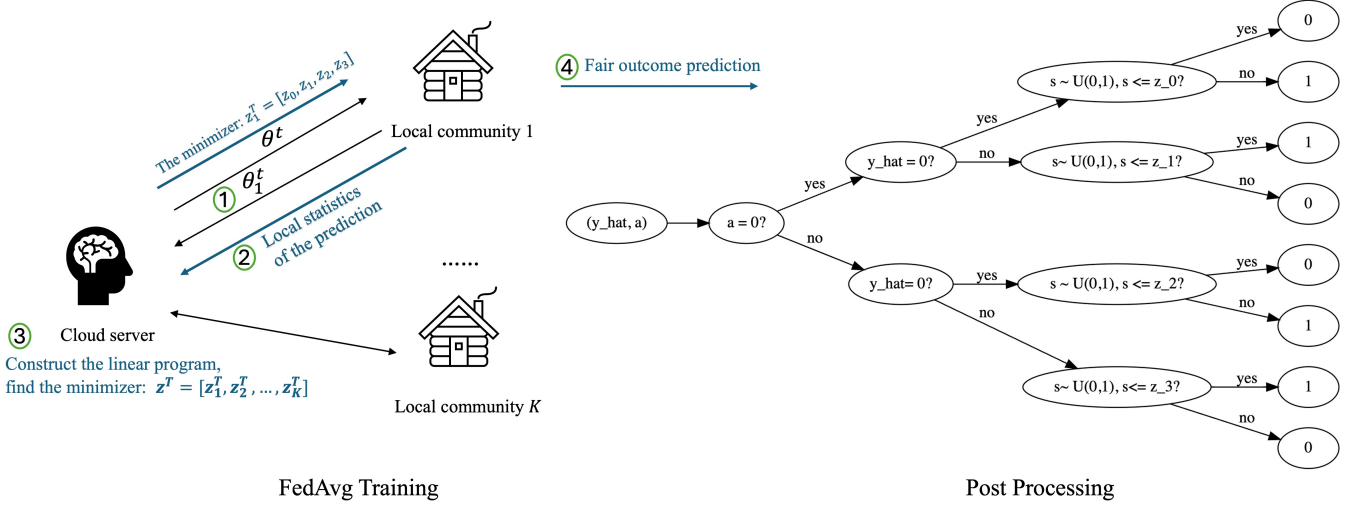 The minimizer: z_1^T = [z_0, z_1, z_2, z_3]
θ^t
θ_1^t
①
②
Local statistics
of the prediction
Local community 1
④ Fair outcome prediction
......
Cloud server
③
Construct the linear program,
find the minimizer: z^T = [z_1^T, z_2^T, ..., z_K^T]
Local community K
FedAvg Training
(y_hat, a)
a = 0?
yes
no
y_hat = 0?
yes
no
s ~ U(0,1), s <= z_0?
yes
0
no
1
s~ U(0,1), s <= z_1?
yes
1
no
0
y_hat= 0?
yes
no
s ~ U(0,1), s <= z_2?
yes
0
no
1
s~ U(0,1), s<= z_3?
yes
1
no
0
Post Processing